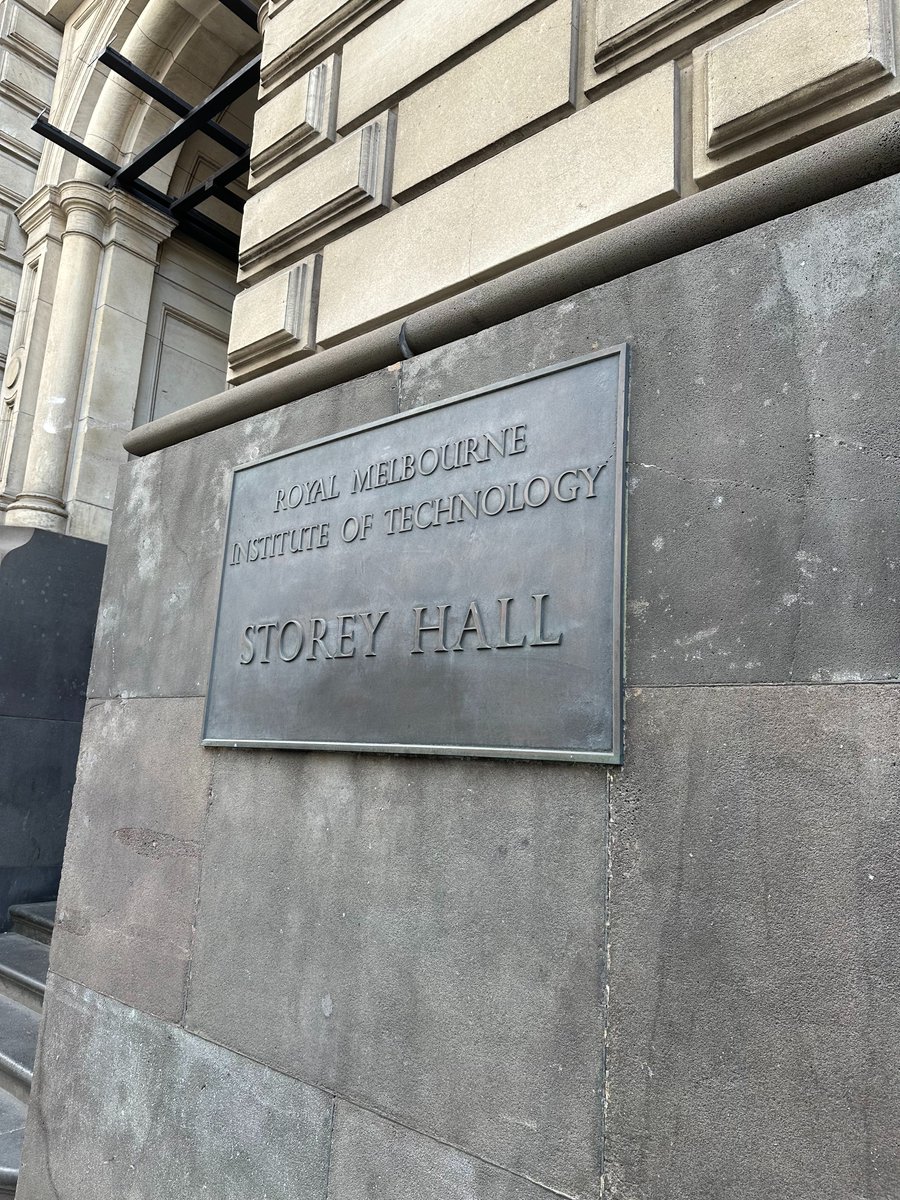 ROYAL MELBOURNE
INSTITUTE OF TECHNOLOGY
STOREY HALL